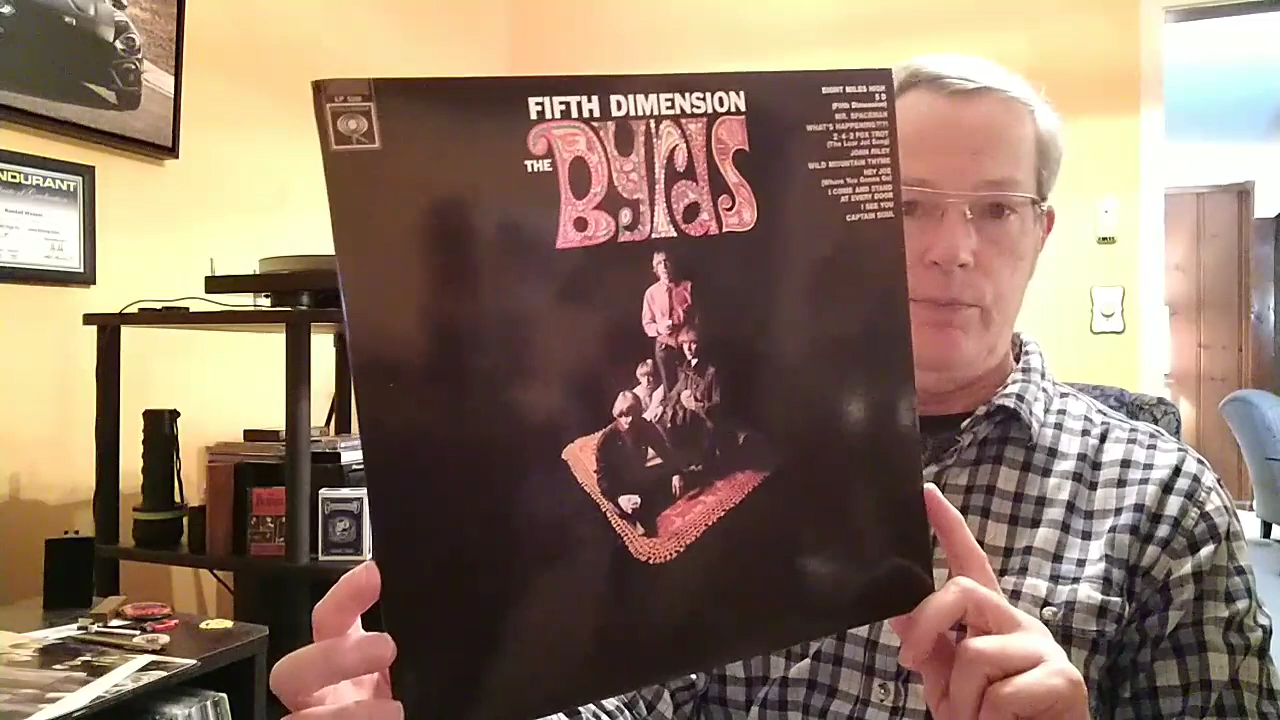 FIFTH DIMENSION
THE
Byrds
EIGHT MILES HIGH
5 D
(Fifth Dimension)
MR. SPACEMAN
WHAT'S HAPPENING?!?!
2-4-2 FOX TROT
(The Lear Jet Song)
JOHN RILEY
WILD MOUNTAIN THYME
HEY JOE
(Where You Gonna Go)
I COME AND STAND
AT EVERY DOOR
I SEE YOU
CAPTAIN SOUL
NDURANT